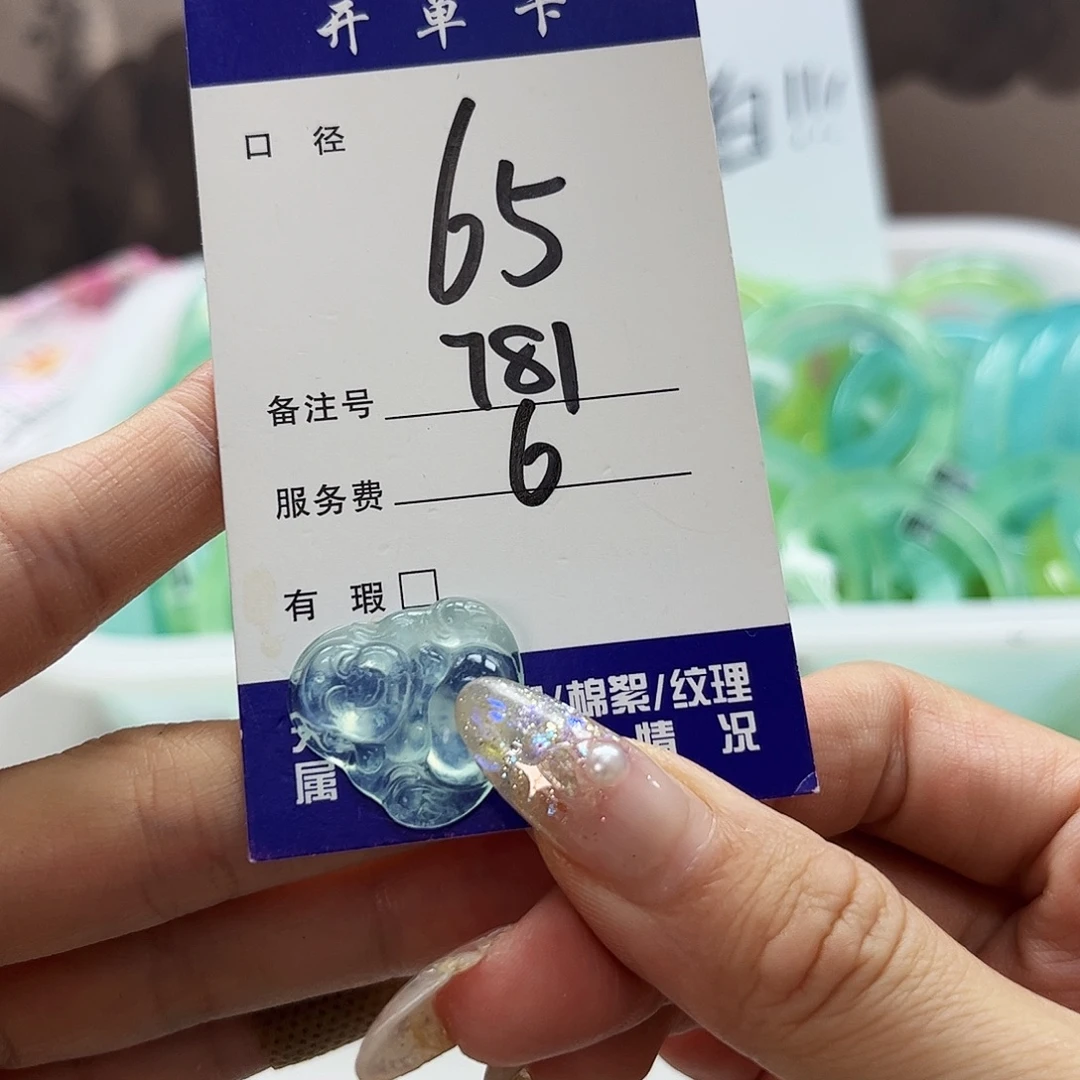 开单卡
口径
65
备注号 781
服务费 6
有瑕 □
/棉絮/纹理
属 情况